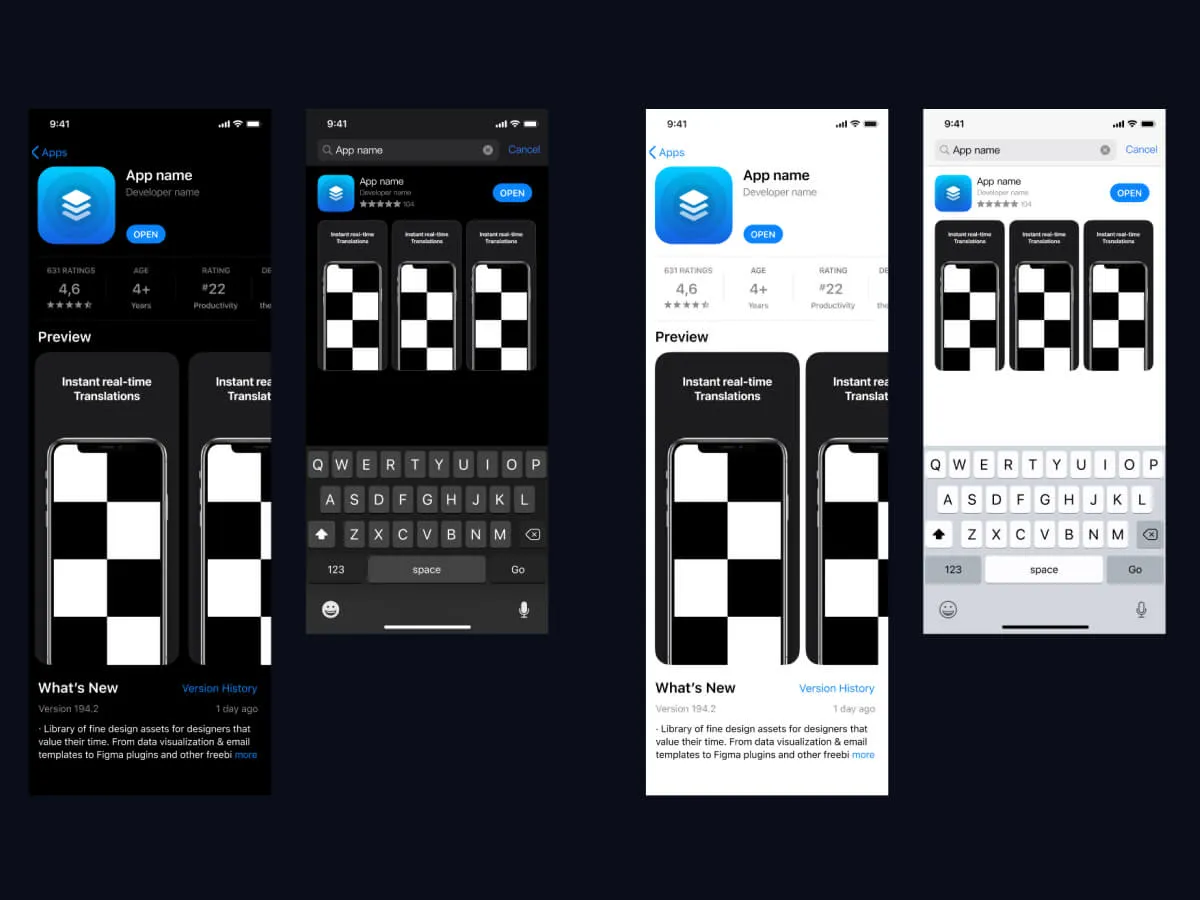 9:41
Apps
App name
Developer name
OPEN
631 RATINGS
4,6
AGE
4+
Years
RATING
#22
Productivity
DE
the
Preview
Instant real-time
Translations
Instant rea
Translat
What's New
Version History
Version 194.2
1 day ago
· Library of fine design assets for designers that
value their time. From data visualization & email
templates to Figma plugins and other freebi more
9:41
App name
Cancel
App name
Developer name
104
OPEN
Instant real-time
Translations
Instant real-time
Translations
Instant real-time
Translations
Q W E R T Y U I O P
A S D F G H J K L
Z X C V B N M
123 space Go
9:41
Apps
App name
Developer name
OPEN
631 RATINGS
4,6
AGE
4+
Years
RATING
#22
Productivity
DE
the
Preview
Instant real-time
Translations
Instant rea
Translat
What's New
Version History
Version 194.2
1 day ago
· Library of fine design assets for designers that
value their time. From data visualization & email
templates to Figma plugins and other freebi more
9:41
App name
Cancel
App name
Developer name
104
OPEN
Instant real-time
Translations
Instant real-time
Translations
Instant real-time
Translations
Q W E R T Y U I O P
A S D F G H J K L
Z X C V B N M
123 space Go